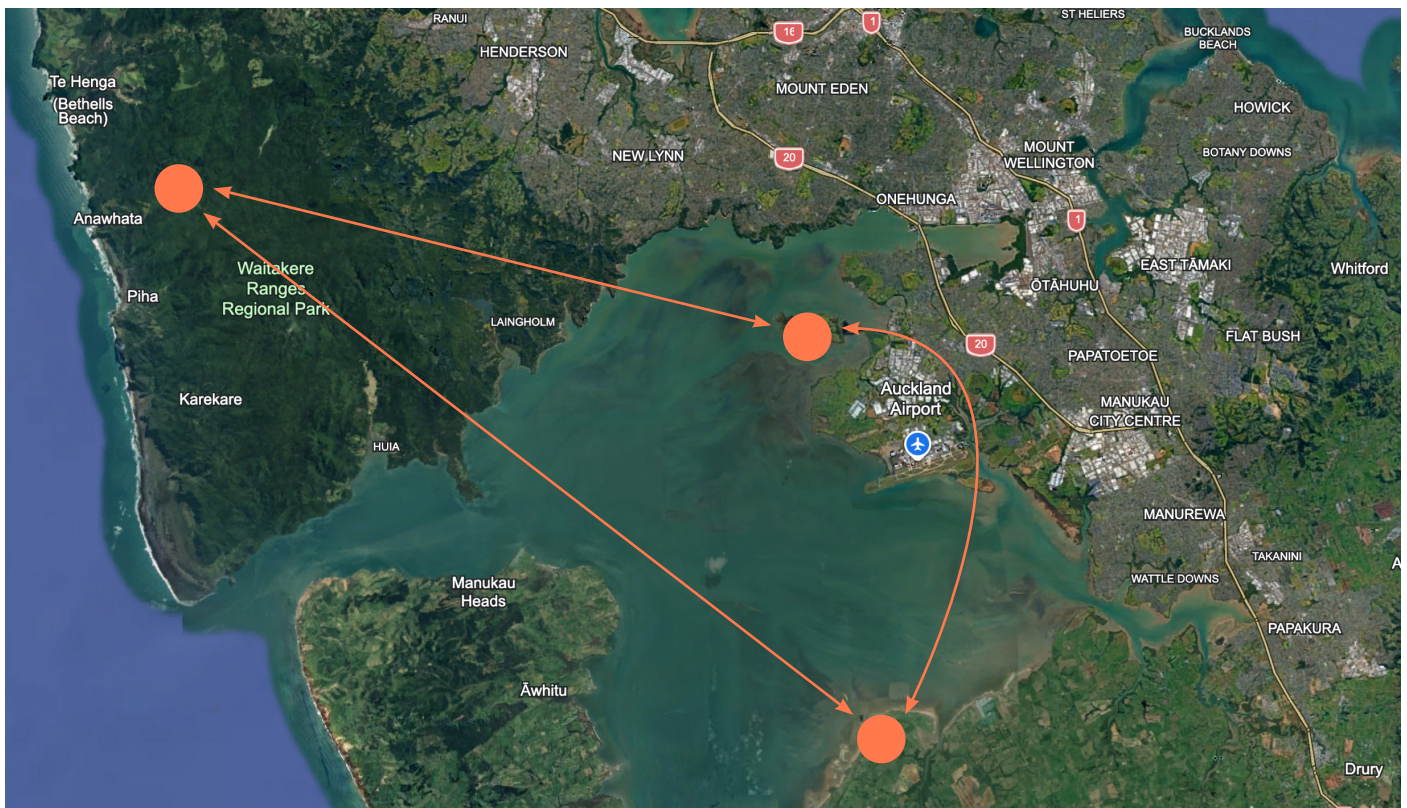 RANUI
ST HELIERS
16
1
BUCKLANDS
BEACH
HENDERSON
Te Henga
(Bethells
Beach)
MOUNT EDEN
HOWICK
NEW LYNN
20
MOUNT
WELLINGTON
BOTANY DOWNS
ONEHUNGA
Anawhata
1
Waitakere
Ranges
Regional Park
EAST TĀMAKI
Whitford
ŌTĀHUHU
Piha
LAINGHOLM
20
FLAT BUSH
PAPATOETOE
Auckland
Airport
Karekare
MANUKAU
CITY CENTRE
HUIA
MANUREWA
TAKANINI
A
Manukau
Heads
WATTLE DOWNS
PAPAKURA
Āwhitu
Drury